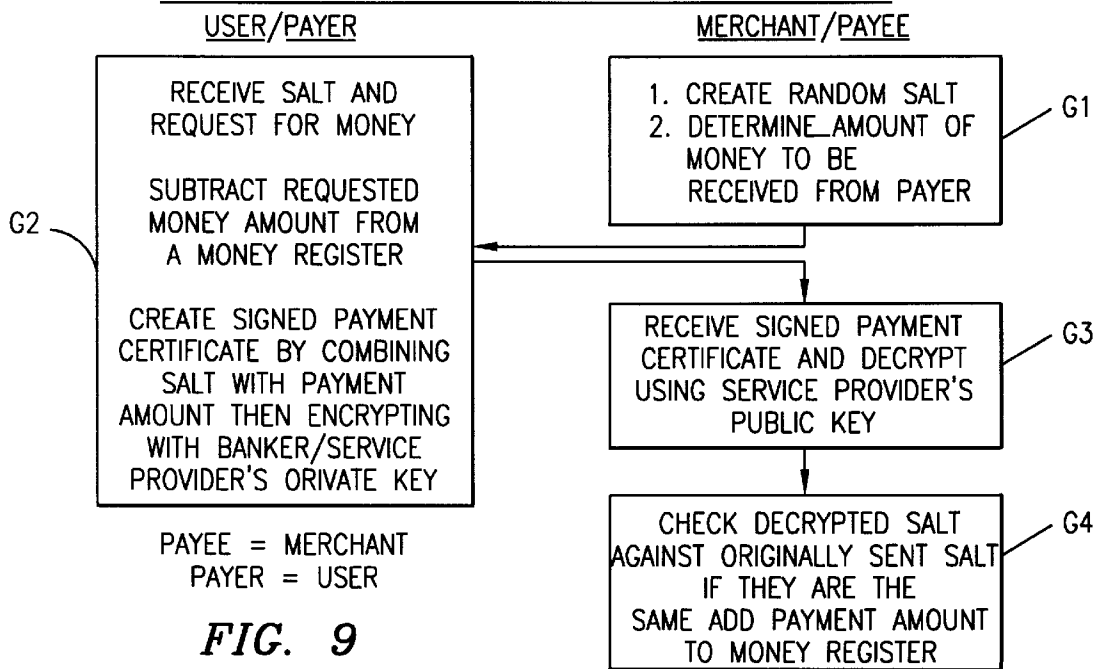 USER/PAYER
RECEIVE SALT AND
REQUEST FOR MONEY
SUBTRACT REQUESTED
MONEY AMOUNT FROM
A MONEY REGISTER
CREATE SIGNED PAYMENT
CERTIFICATE BY COMBINING
SALT WITH PAYMENT
AMOUNT THEN ENCRYPTING
WITH BANKER/SERVICE
PROVIDER'S ORIVATE KEY
G2
MERCHANT/PAYEE
1. CREATE RANDOM SALT
2. DETERMINE AMOUNT OF
MONEY TO BE
RECEIVED FROM PAYER
G1
RECEIVE SIGNED PAYMENT
CERTIFICATE AND DECRYPT
USING SERVICE PROVIDER'S
PUBLIC KEY
G3
CHECK DECRYPTED SALT
AGAINST ORIGINALLY SENT SALT
IF THEY ARE THE
SAME ADD PAYMENT AMOUNT
TO MONEY REGISTER
G4
PAYEE = MERCHANT
PAYER = USER
FIG. 9